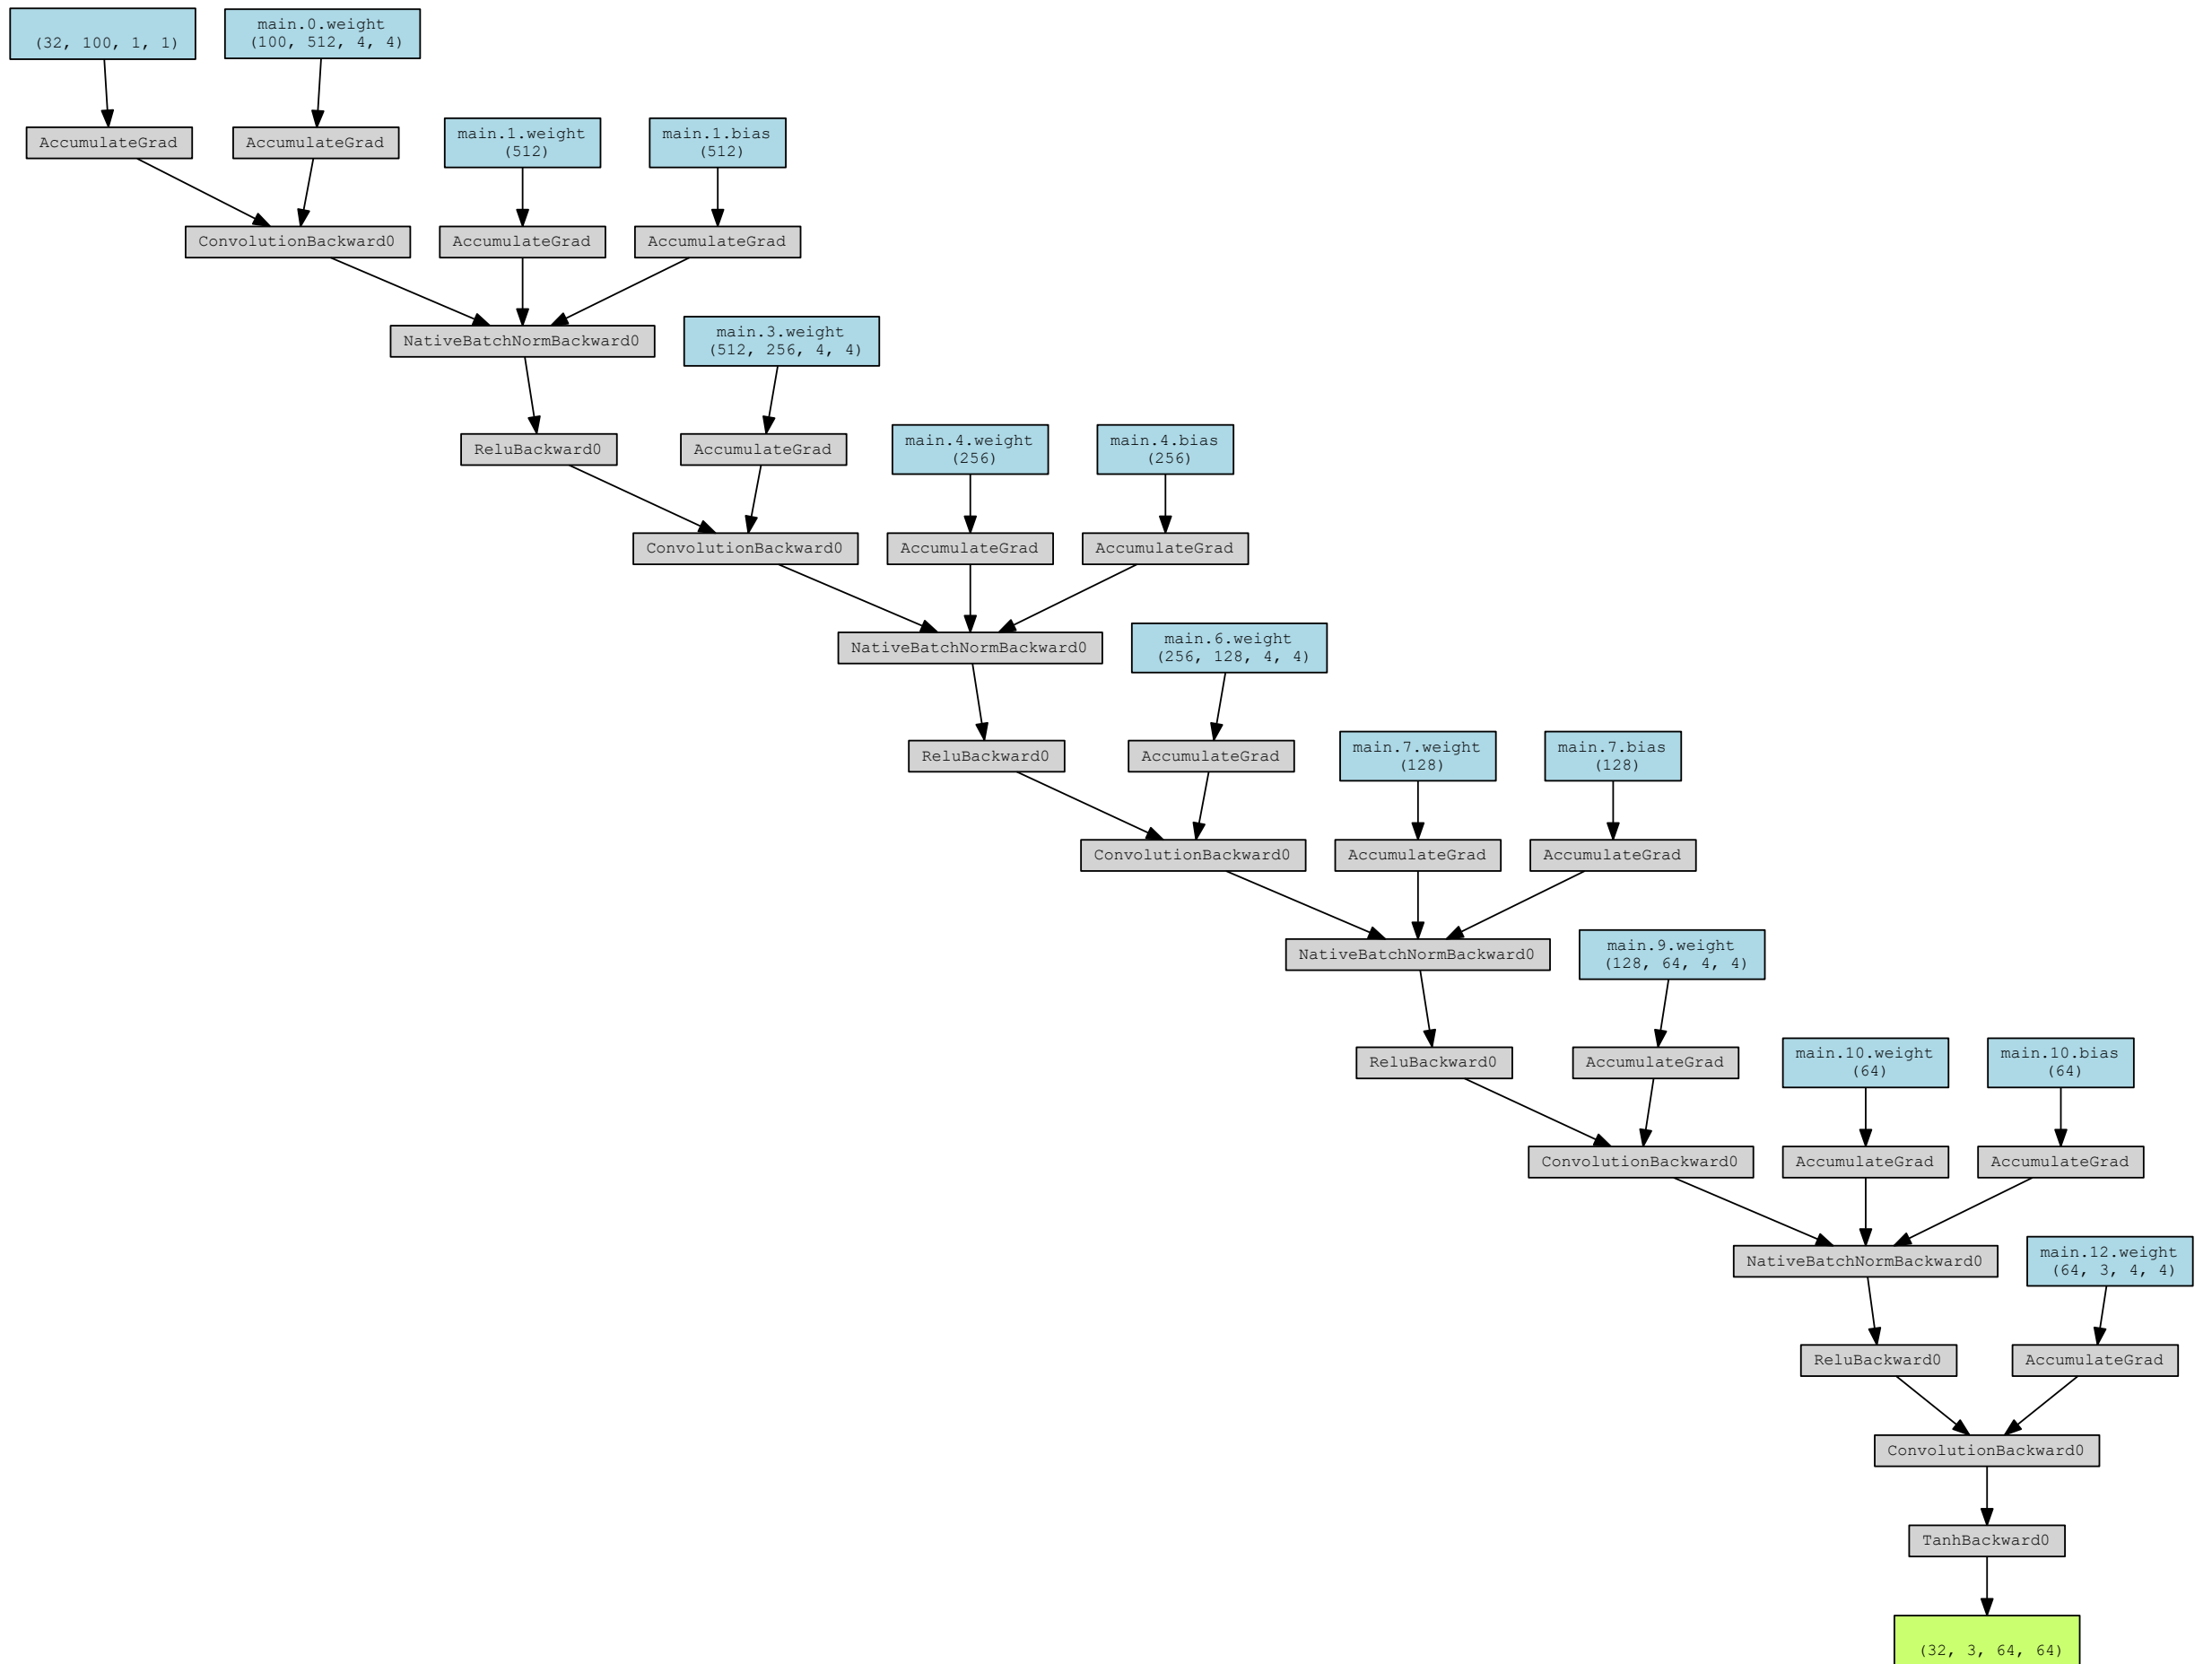 (32, 100, 1, 1)
main.0.weight
(100, 512, 4, 4)
AccumulateGrad
AccumulateGrad
main.1.weight
(512)
main.1.bias
(512)
ConvolutionBackward0
AccumulateGrad
AccumulateGrad
NativeBatchNormBackward0
main.3.weight
(512, 256, 4, 4)
ReluBackward0
AccumulateGrad
main.4.weight
(256)
main.4.bias
(256)
ConvolutionBackward0
AccumulateGrad
AccumulateGrad
NativeBatchNormBackward0
main.6.weight
(256, 128, 4, 4)
ReluBackward0
AccumulateGrad
main.7.weight
(128)
main.7.bias
(128)
ConvolutionBackward0
AccumulateGrad
AccumulateGrad
NativeBatchNormBackward0
main.9.weight
(128, 64, 4, 4)
ReluBackward0
AccumulateGrad
main.10.weight
(64)
main.10.bias
(64)
ConvolutionBackward0
AccumulateGrad
AccumulateGrad
NativeBatchNormBackward0
main.12.weight
(64, 3, 4, 4)
ReluBackward0
AccumulateGrad
ConvolutionBackward0
TanhBackward0
(32, 3, 64, 64)